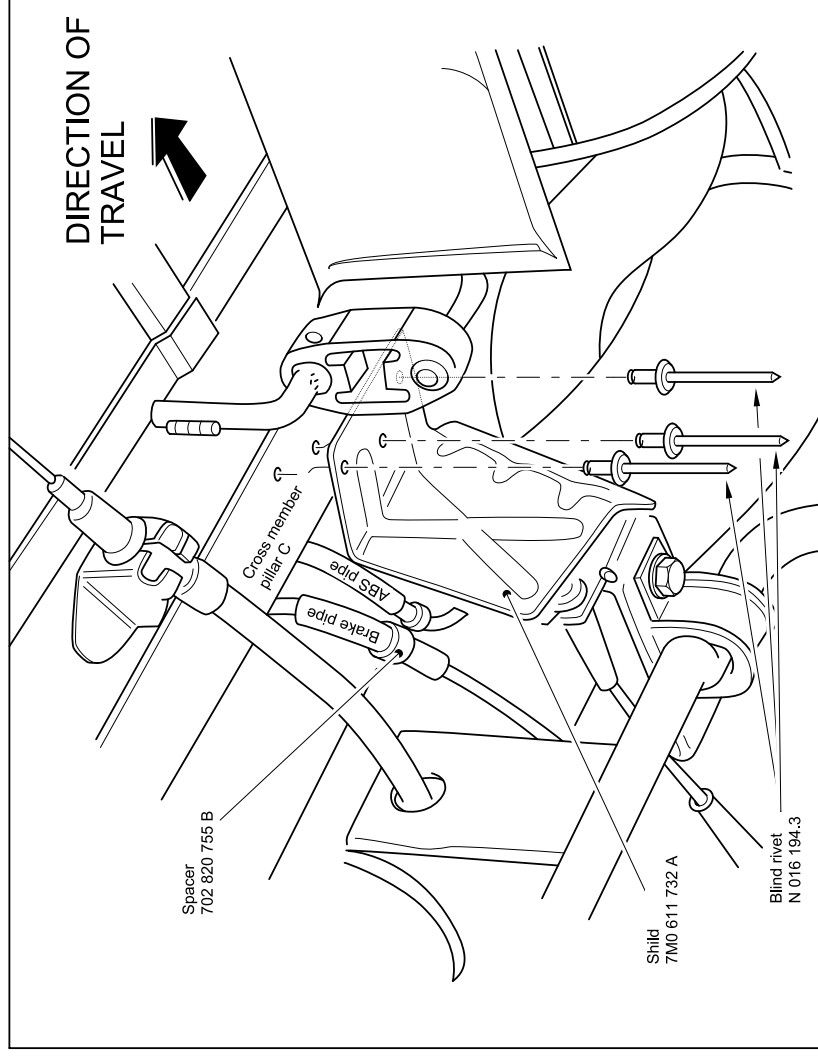 DIRECTION OF
TRAVEL
Cross member
pillar C
ABS pipe
Brake pipe
Spacer
702 820 755 B
Shild
7M0 611 732 A
Blind rivet
N 016 194.3